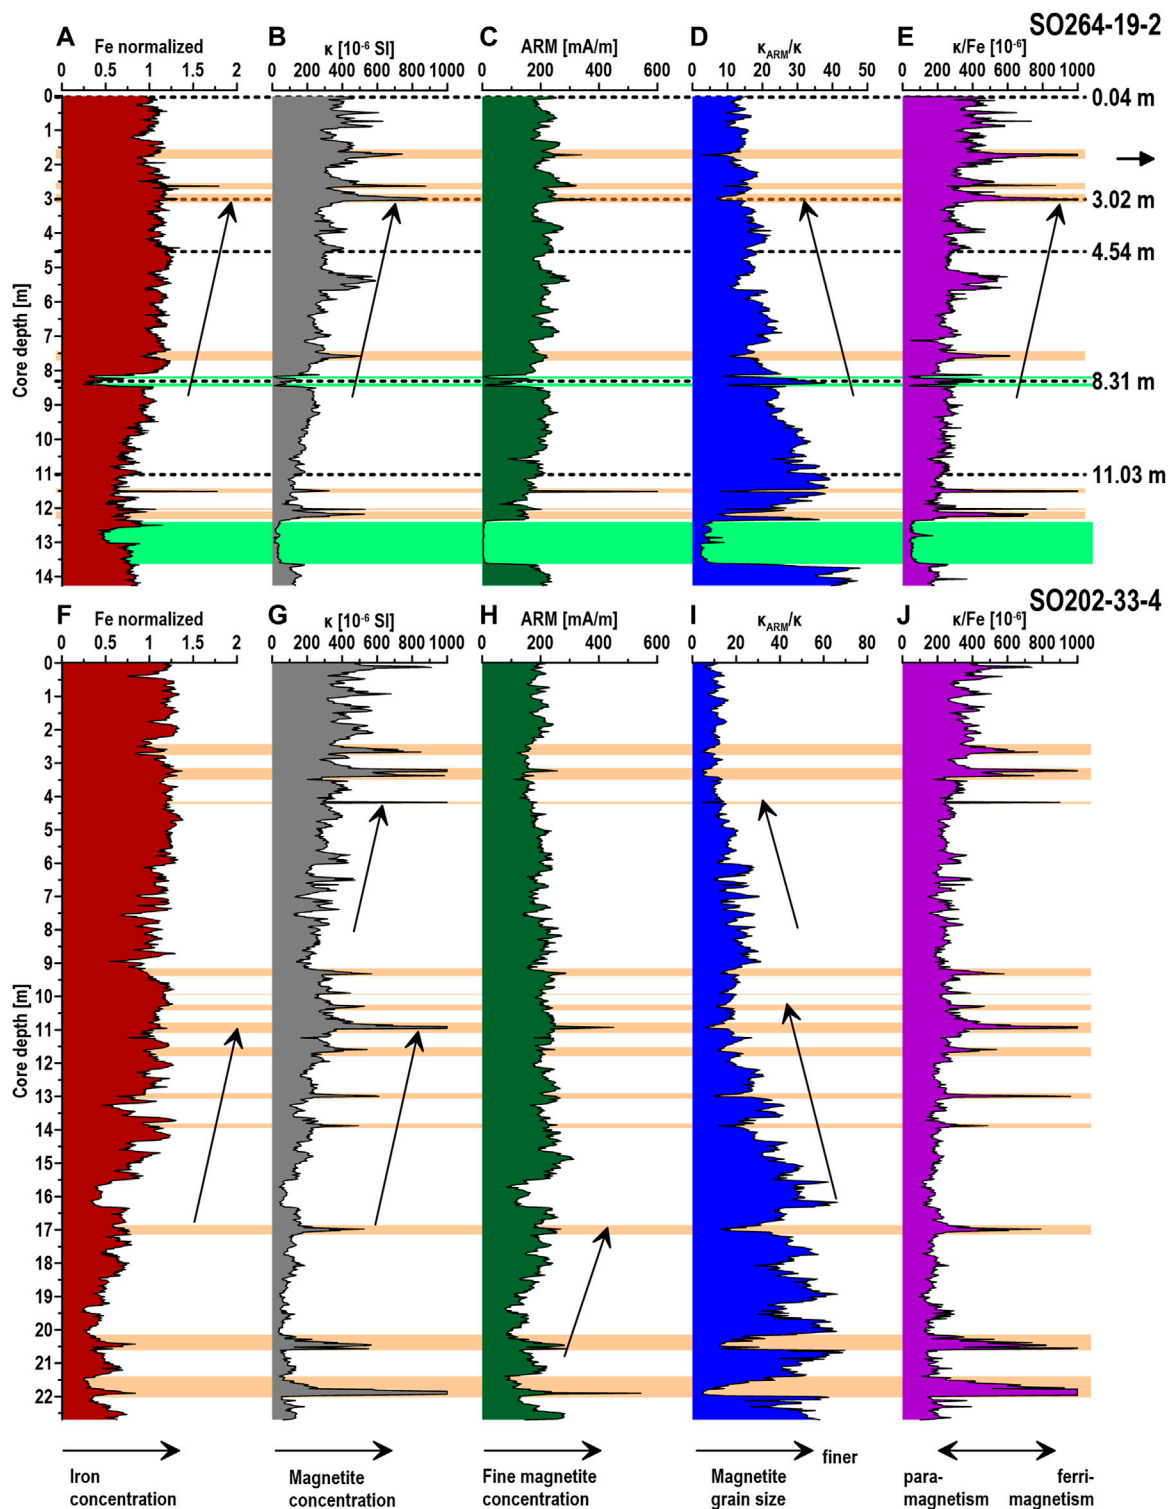 SO264-19-2
A Fe normalized B κ [10⁻⁶ SI] C ARM [mA/m] D κARM/κ E κ/Fe [10⁻⁶]
0 0.5 1 1.5 2 0 200 400 600 800 1000 0 200 400 600 0 10 20 30 40 50 0 200 400 600 800 1000
0 0.04 m
1
2
3 3.02 m
4 4.54 m
5
6
7
8 8.31 m
9
10
11 11.03 m
12
13
14
Core depth [m]
SO202-33-4
F Fe normalized G κ [10⁻⁶ SI] H ARM [mA/m] I κARM/κ J κ/Fe [10⁻⁶]
0 0.5 1 1.5 2 0 200 400 600 800 1000 0 200 400 600 0 20 40 60 80 0 200 400 600 800 1000
0
1
2
3
4
5
6
7
8
9
10
11
12
13
14
15
16
17
18
19
20
21
22
Core depth [m]
finer
Iron Magnetite Fine magnetite Magnetite para- ferri-
concentration concentration concentration grain size magnetism magnetism